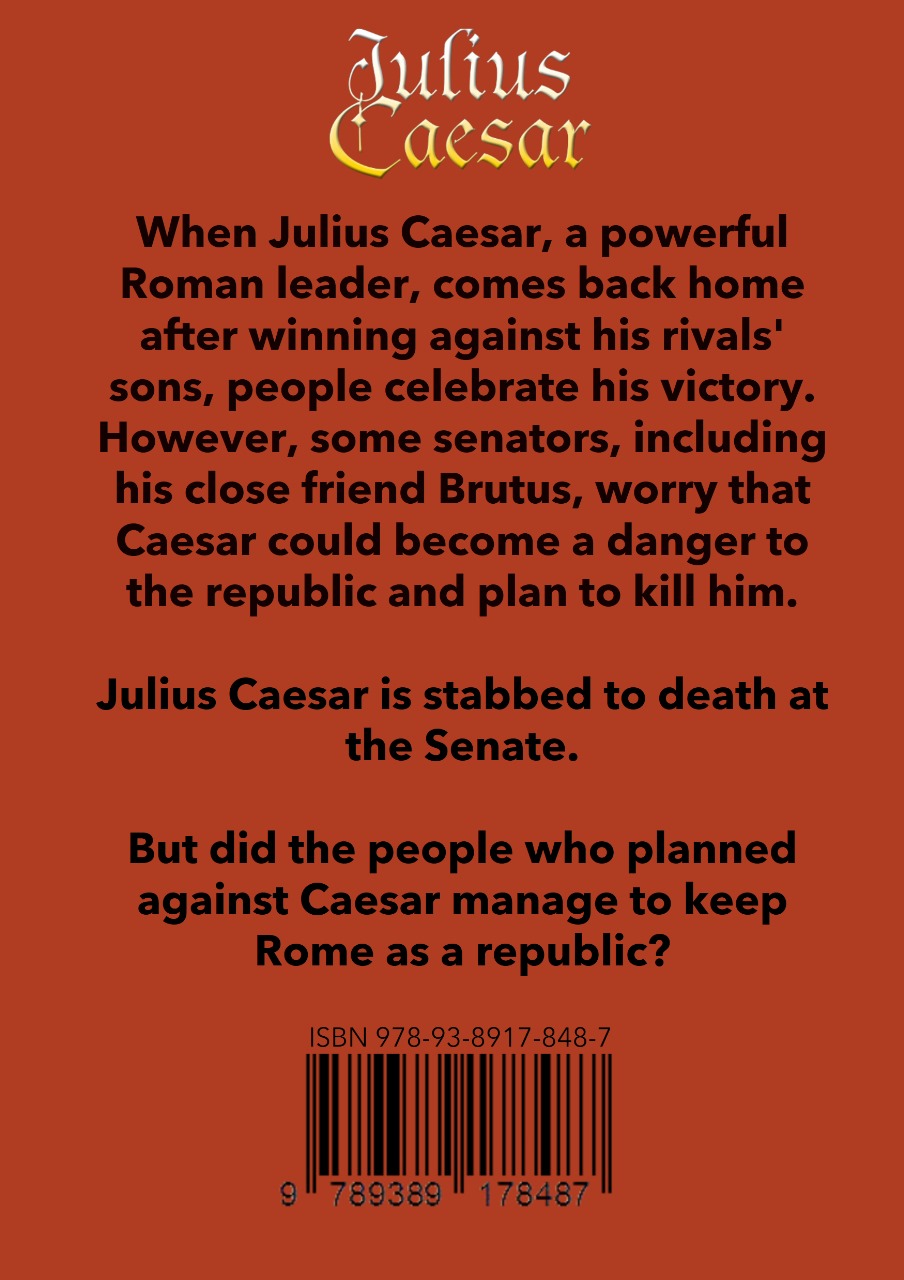 Julius
Caesar
When Julius Caesar, a powerful
Roman leader, comes back home
after winning against his rivals'
sons, people celebrate his victory.
However, some senators, including
his close friend Brutus, worry that
Caesar could become a danger to
the republic and plan to kill him.
Julius Caesar is stabbed to death at
the Senate.
But did the people who planned
against Caesar manage to keep
Rome as a republic?
ISBN 978-93-8917-848-7
9 789389 178487